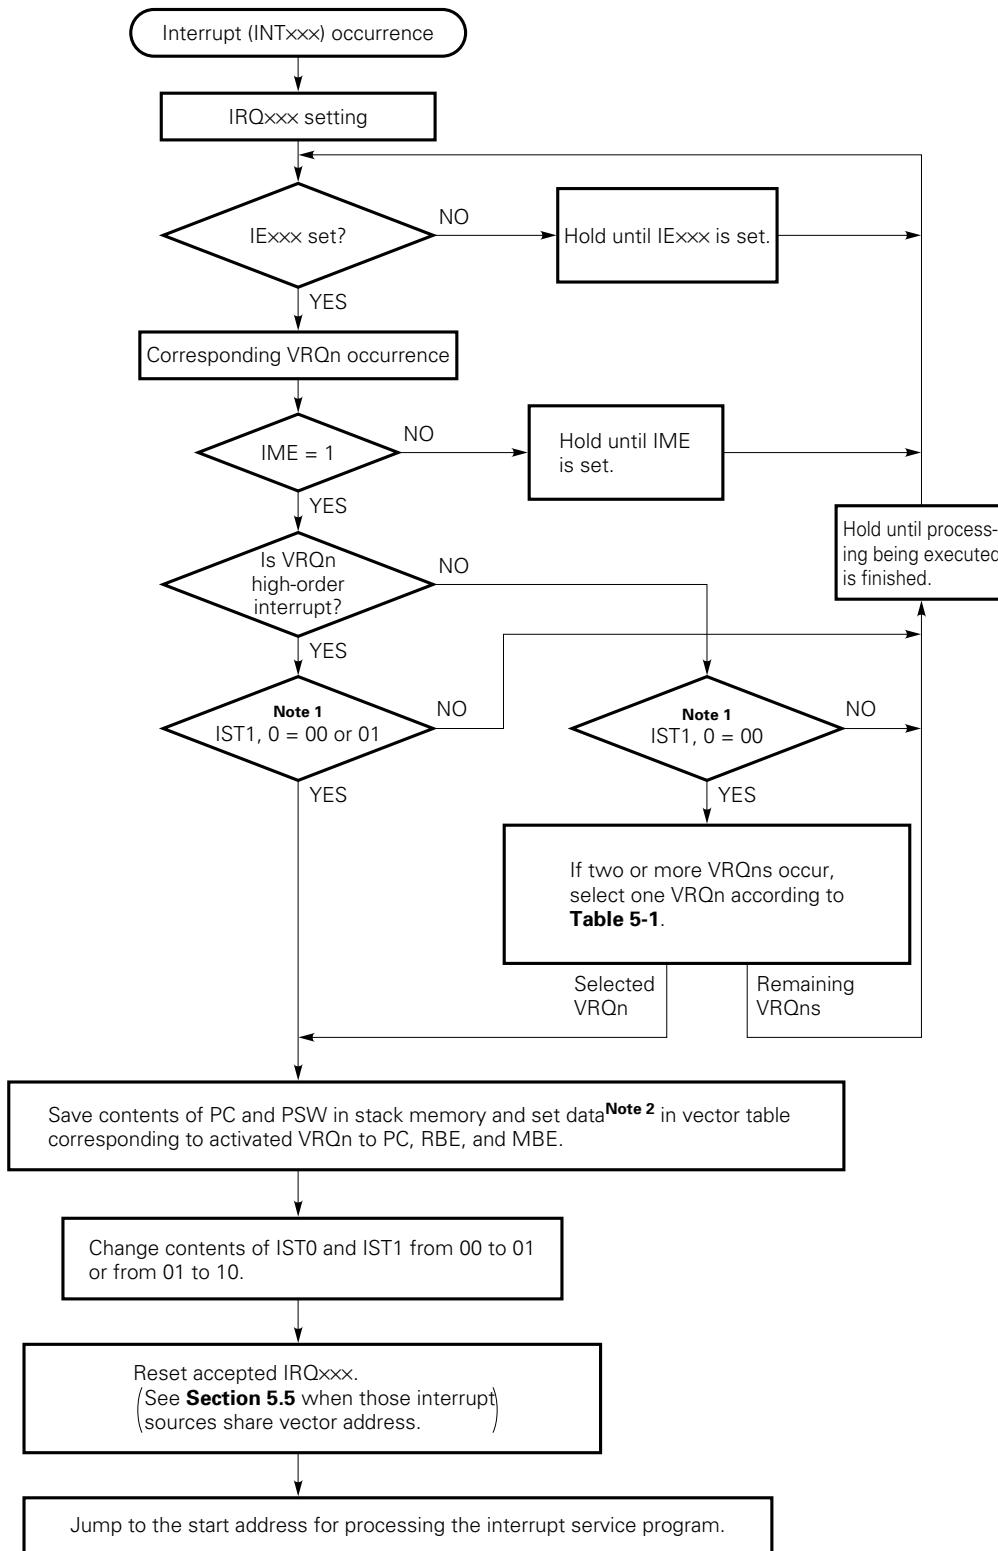 Interrupt (INT×××) occurrence
IRQ××× setting
IE××× set?
NO
Hold until IE××× is set.
YES
Corresponding VRQn occurrence
IME = 1
NO
Hold until IME
is set.
YES
Hold until process-
ing being executed
is finished.
Is VRQn
high-order
interrupt?
NO
YES
Note 1
IST1, 0 = 00 or 01
NO
YES
Note 1
IST1, 0 = 00
NO
YES
If two or more VRQns occur,
select one VRQn according to
Table 5-1.
Selected
VRQn
Remaining
VRQns
Save contents of PC and PSW in stack memory and set dataNote 2 in vector table
corresponding to activated VRQn to PC, RBE, and MBE.
Change contents of IST0 and IST1 from 00 to 01
or from 01 to 10.
Reset accepted IRQ×××.
(See Section 5.5 when those interrupt
sources share vector address.)
Jump to the start address for processing the interrupt service program.